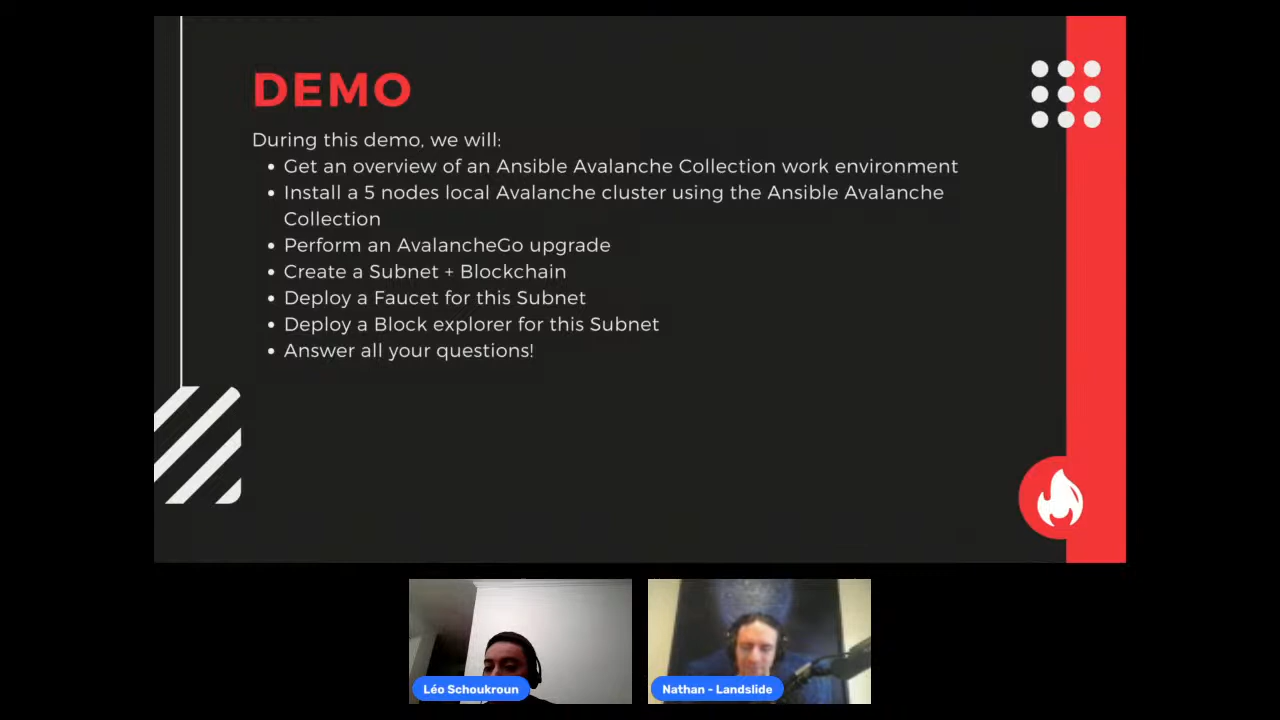 DEMO
During this demo, we will:
• Get an overview of an Ansible Avalanche Collection work environment
• Install a 5 nodes local Avalanche cluster using the Ansible Avalanche
Collection
• Perform an AvalancheGo upgrade
• Create a Subnet + Blockchain
• Deploy a Faucet for this Subnet
• Deploy a Block explorer for this Subnet
• Answer all your questions!
Léo Schoukroun
Nathan - Landslide